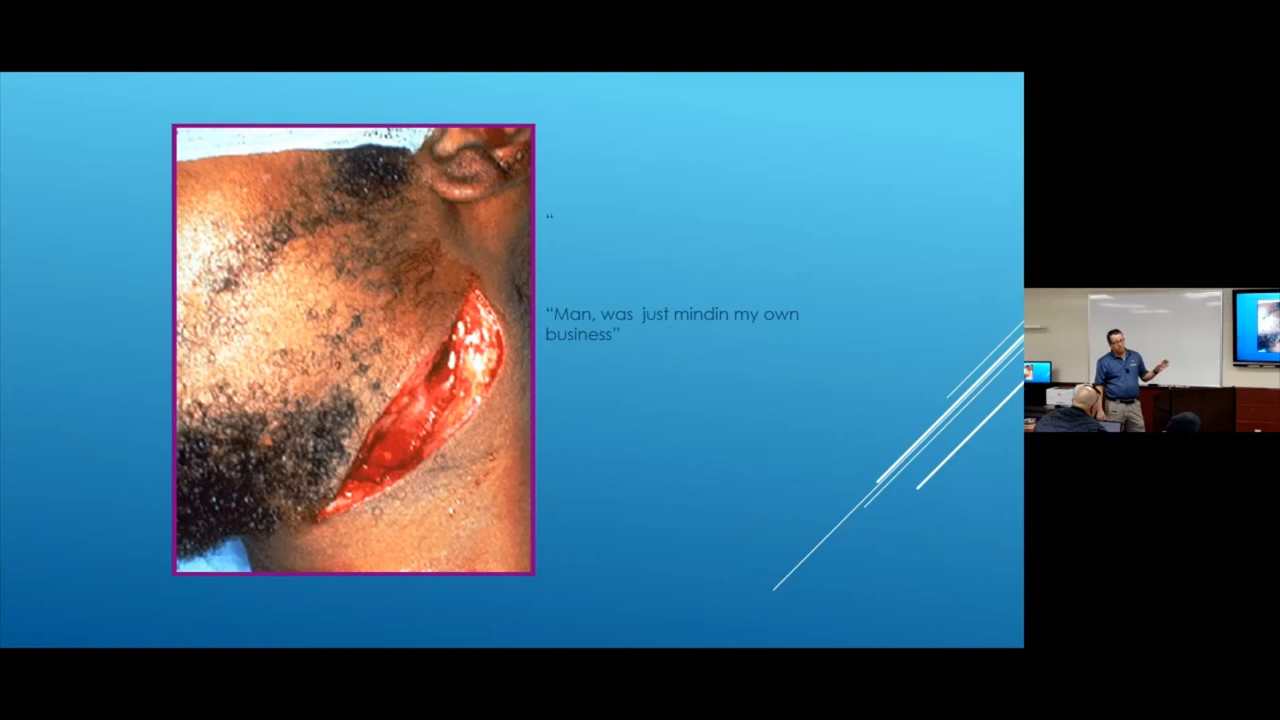 “
“Man, was  just mindin my own
business”